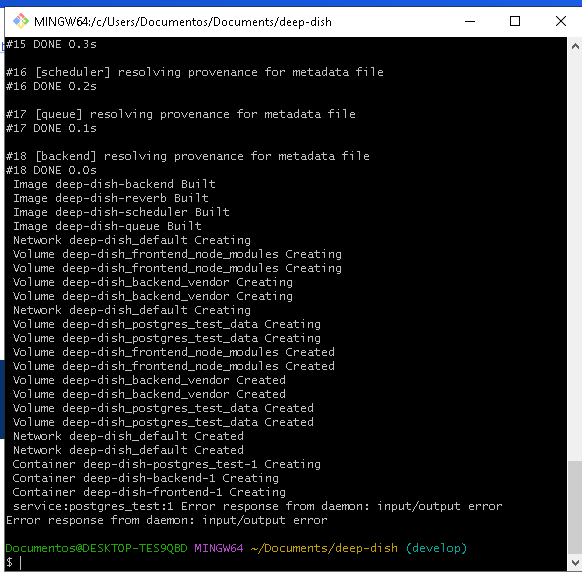 MINGW64:/c/Users/Documentos/Documents/deep-dish
#15 DONE 0.3s
#16 [scheduler] resolving provenance for metadata file
#16 DONE 0.2s
#17 [queue] resolving provenance for metadata file
#17 DONE 0.1s
#18 [backend] resolving provenance for metadata file
#18 DONE 0.0s
Image deep-dish-backend Built
Image deep-dish-reverb Built
Image deep-dish-scheduler Built
Image deep-dish-queue Built
Network deep-dish_default Creating
Volume deep-dish_frontend_node_modules Creating
Volume deep-dish_frontend_node_modules Creating
Volume deep-dish_backend_vendor Creating
Volume deep-dish_backend_vendor Creating
Network deep-dish_default Creating
Volume deep-dish_postgres_test_data Creating
Volume deep-dish_postgres_test_data Creating
Volume deep-dish_frontend_node_modules Created
Volume deep-dish_frontend_node_modules Created
Volume deep-dish_backend_vendor Created
Volume deep-dish_backend_vendor Created
Volume deep-dish_postgres_test_data Created
Volume deep-dish_postgres_test_data Created
Network deep-dish_default Created
Network deep-dish_default Created
Container deep-dish-postgres_test-1 Creating
Container deep-dish-backend-1 Creating
Container deep-dish-frontend-1 Creating
service:postgres_test:1 Error response from daemon: input/output error
Error response from daemon: input/output error
Documentos@DESKTOP-TES9QBD MINGW64 ~/Documents/deep-dish (develop)
$